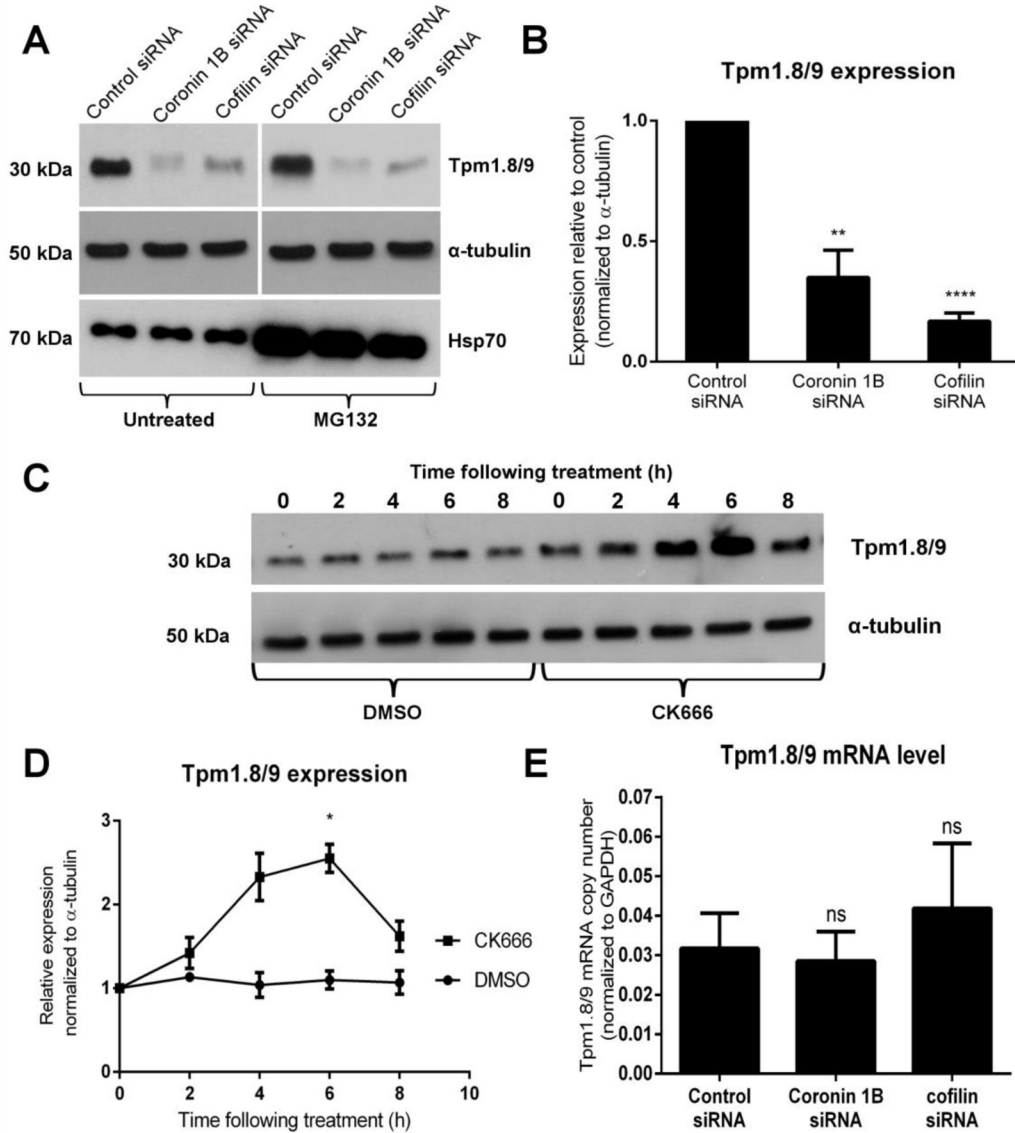 A
Control siRNA
Coronin 1B siRNA
Cofilin siRNA
Control siRNA
Coronin 1B siRNA
Cofilin siRNA
30 kDa
Tpm1.8/9
50 kDa
α-tubulin
70 kDa
Hsp70
Untreated
MG132
B
Tpm1.8/9 expression
Expression relative to control
(normalized to α-tubulin)
1.0
0.5
0.0
**
****
Control
siRNA
Coronin 1B
siRNA
Cofilin
siRNA
C
Time following treatment (h)
0 2 4 6 8 0 2 4 6 8
30 kDa
Tpm1.8/9
50 kDa
α-tubulin
DMSO
CK666
D
Tpm1.8/9 expression
Relative expression
normalized to α-tubulin
3
2
1
0
*
CK666
DMSO
0 2 4 6 8 10
Time following treatment (h)
E
Tpm1.8/9 mRNA level
Tpm1.8/9 mRNA copy number
(normalized to GAPDH)
0.07
0.06
0.05
0.04
0.03
0.02
0.01
0.00
ns
ns
Control
siRNA
Coronin 1B
siRNA
cofilin
siRNA